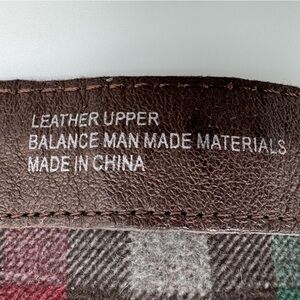 LEATHER UPPER
BALANCE MAN MADE MATERIALS
MADE IN CHINA